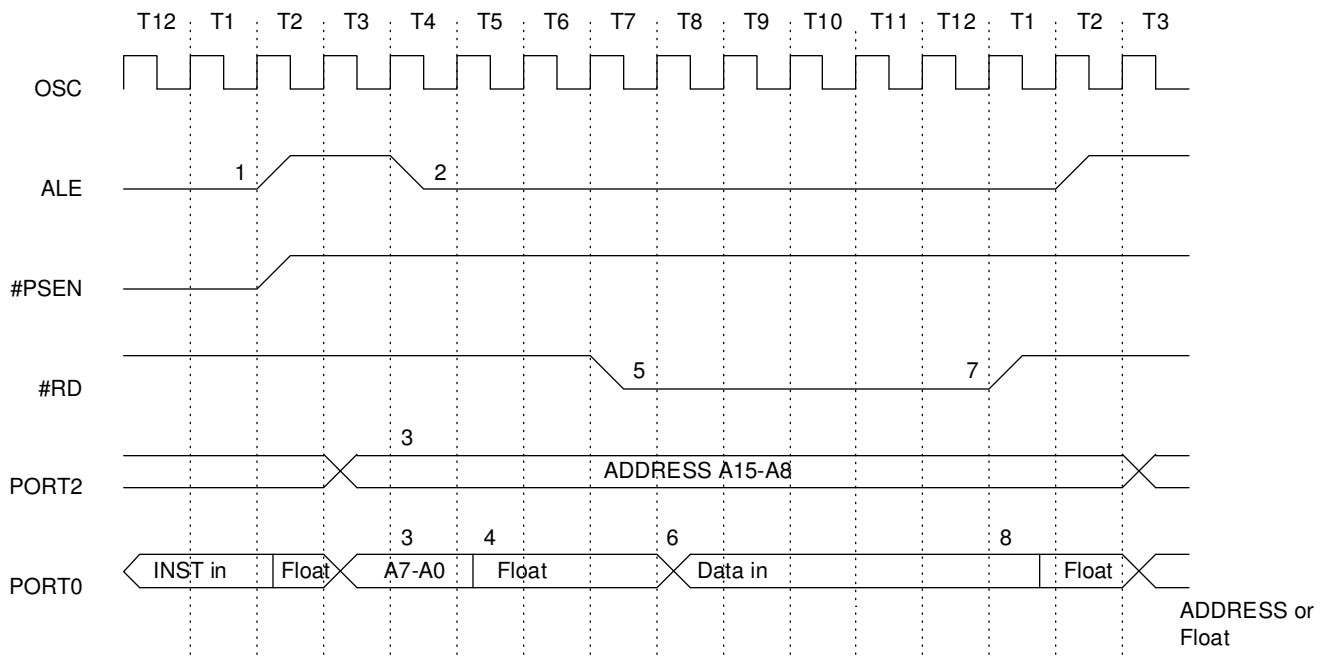 T12 T1 T2 T3 T4 T5 T6 T7 T8 T9 T10 T11 T12 T1 T2 T3
OSC
1 2
ALE
#PSEN
5 7
#RD
3
ADDRESS A15-A8
PORT2
3 4 6 8
INST in Float A7-A0 Float Data in Float
PORT0
ADDRESS or
Float